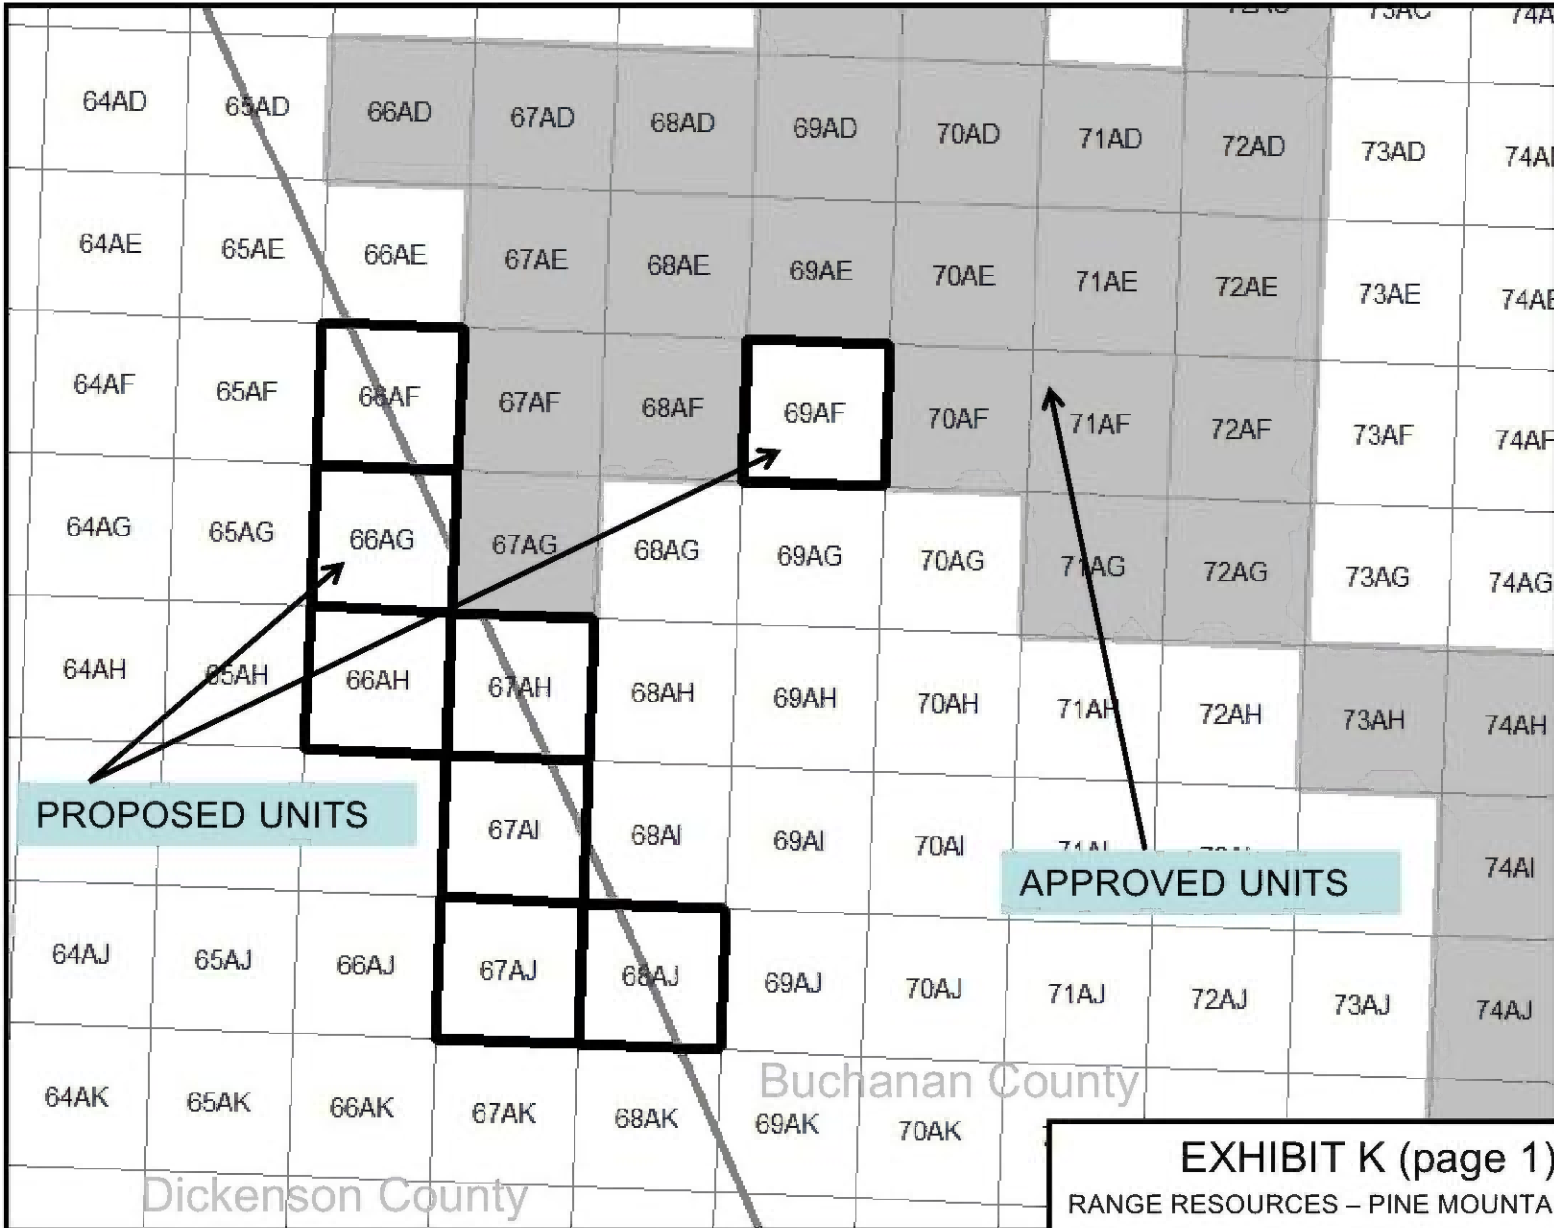 73AC
64AD 65AD 66AD 67AD 68AD 69AD 70AD 71AD 72AD 73AD
64AE 65AE 66AE 67AE 68AE 69AE 70AE 71AE 72AE 73AE 74AE
64AF 65AF 66AF 67AF 68AF 69AF 70AF 71AF 72AF 73AF 74AF
64AG 65AG 66AG 67AG 68AG 69AG 70AG 71AG 72AG 73AG 74AG
64AH 65AH 66AH 67AH 68AH 69AH 70AH 71AH 72AH 73AH 74AH
PROPOSED UNITS
67AI 68AI 69AI 70AI 74AI
APPROVED UNITS
64AJ 65AJ 66AJ 67AJ 68AJ 69AJ 70AJ 71AJ 72AJ 73AJ 74AJ
Buchanan County
64AK 65AK 66AK 67AK 68AK 69AK 70AK
Dickenson County
EXHIBIT K (page 1)
RANGE RESOURCES – PINE MOUNTA